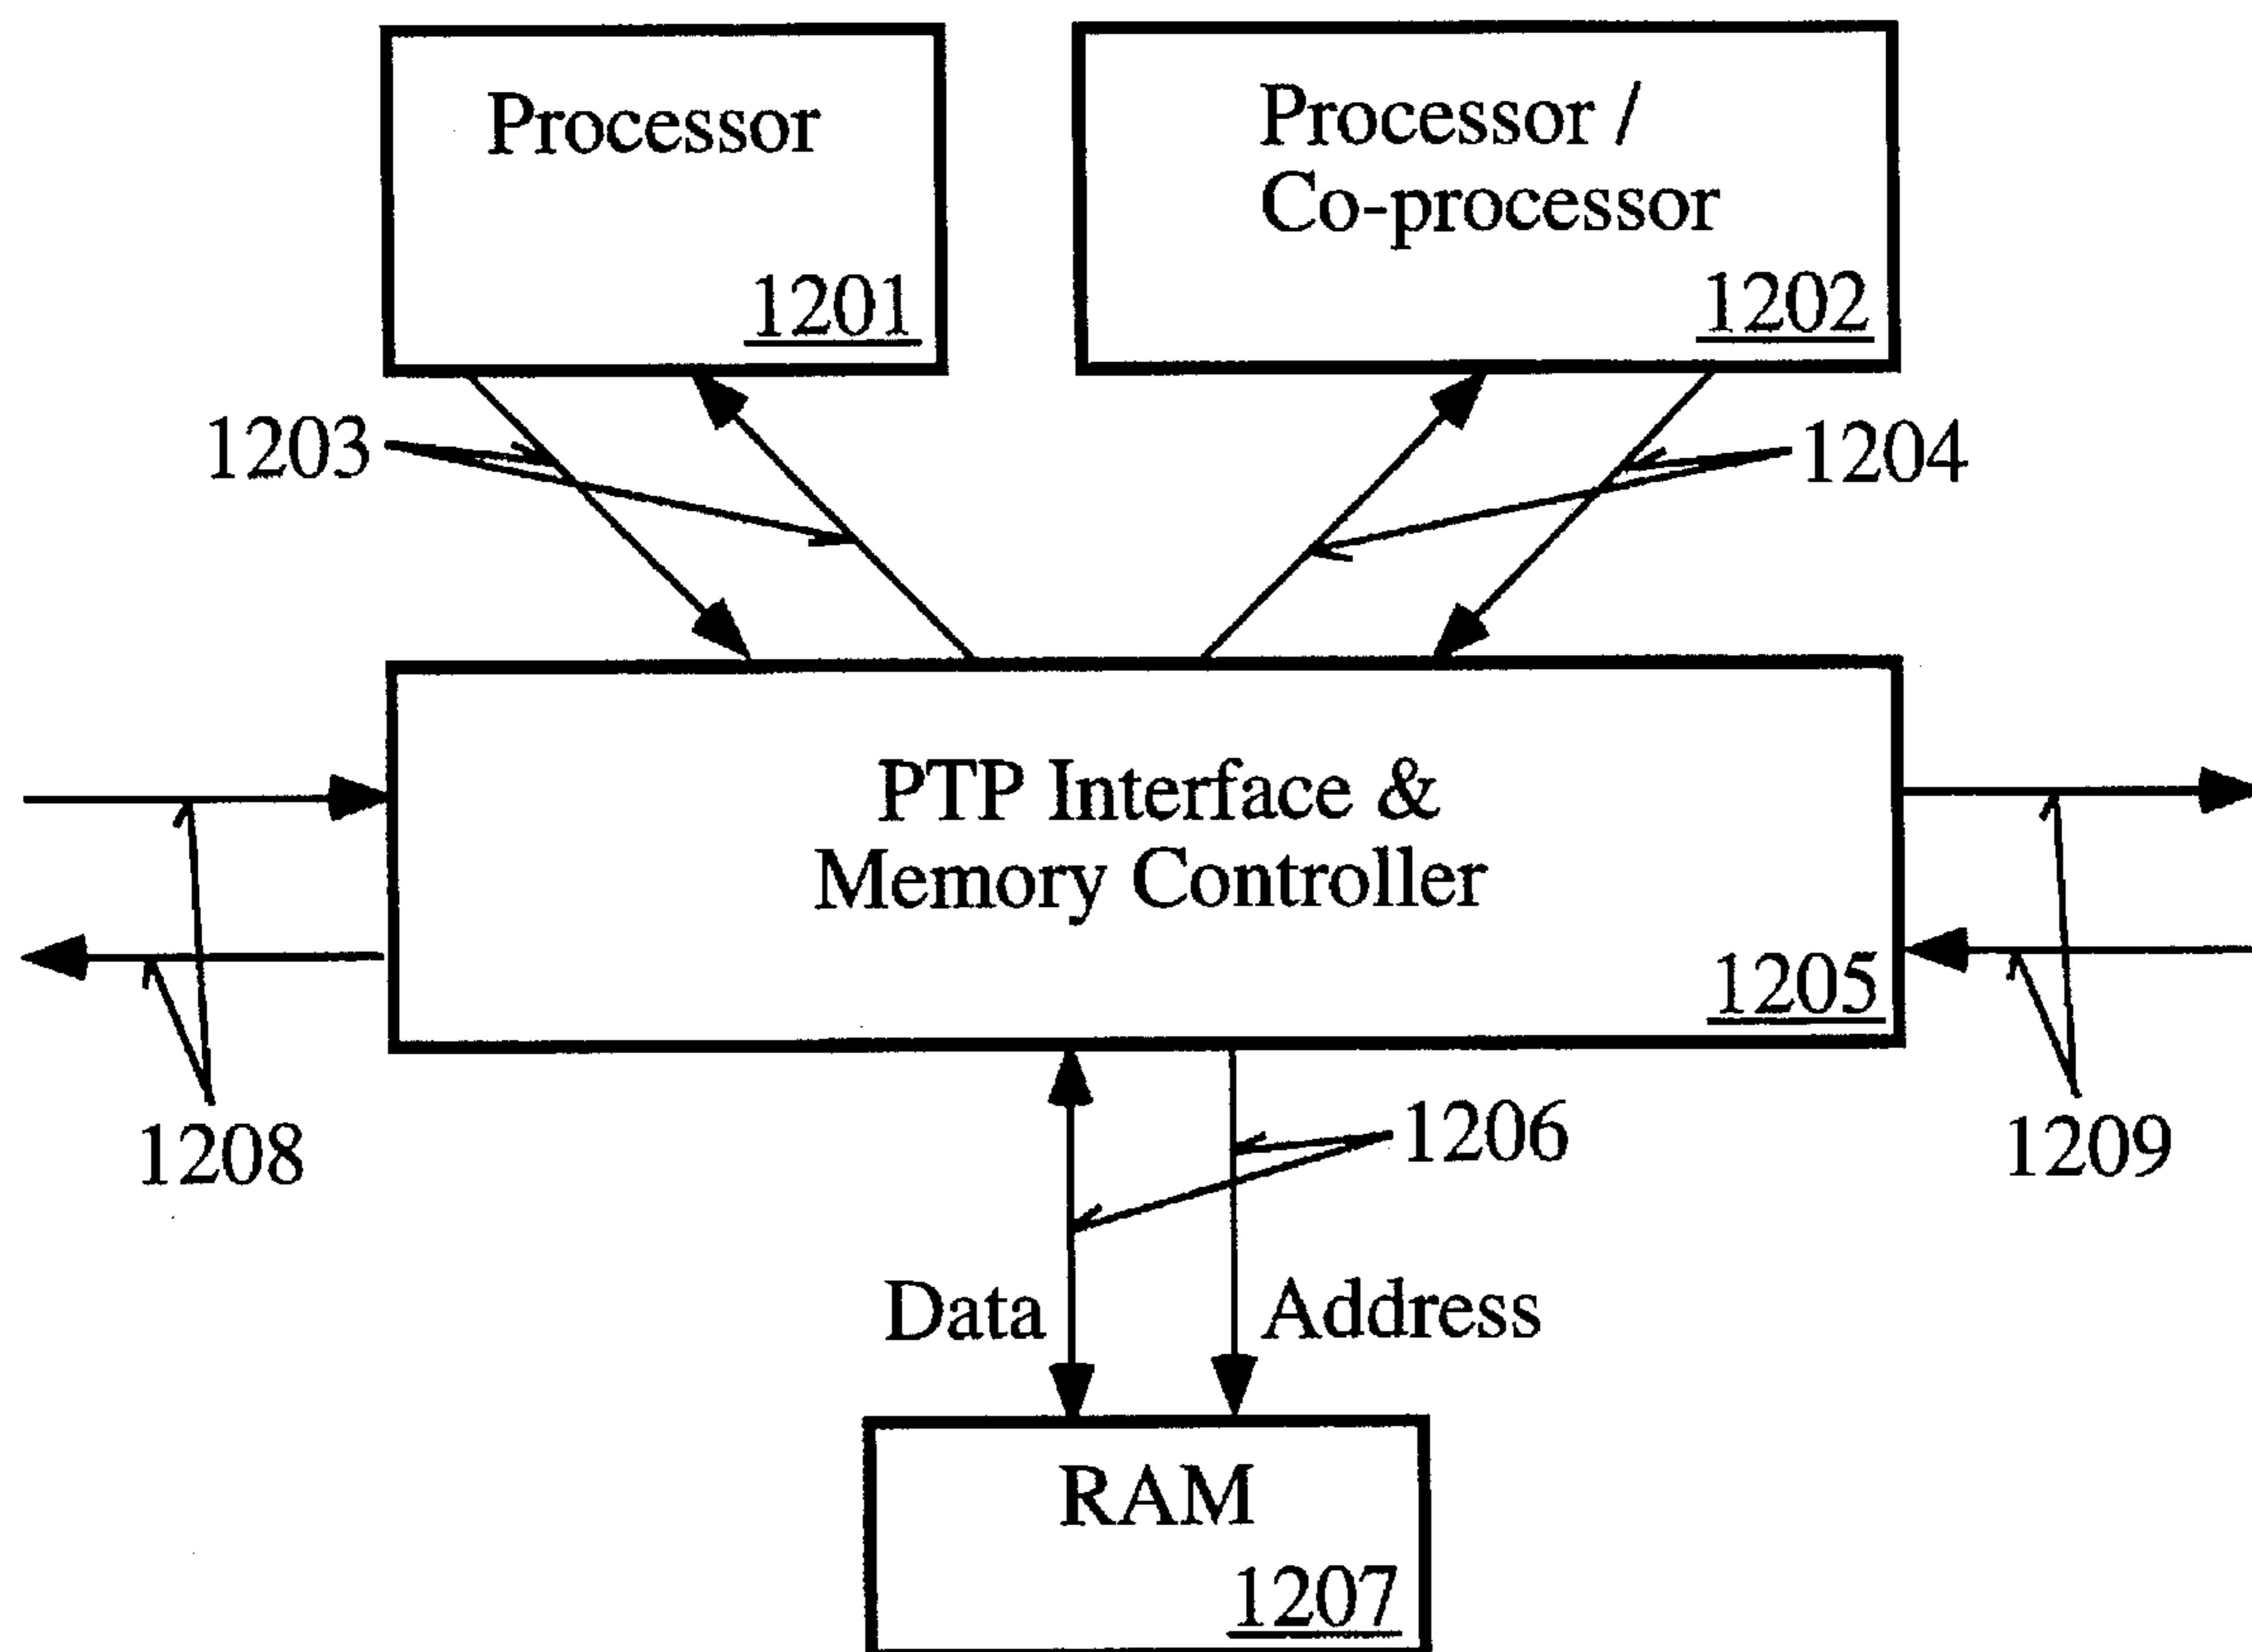 Processor
1201
Processor /
Co-processor
1202
1203
1204
PTP Interface &
Memory Controller
1205
1208
1206
1209
Data
Address
RAM
1207